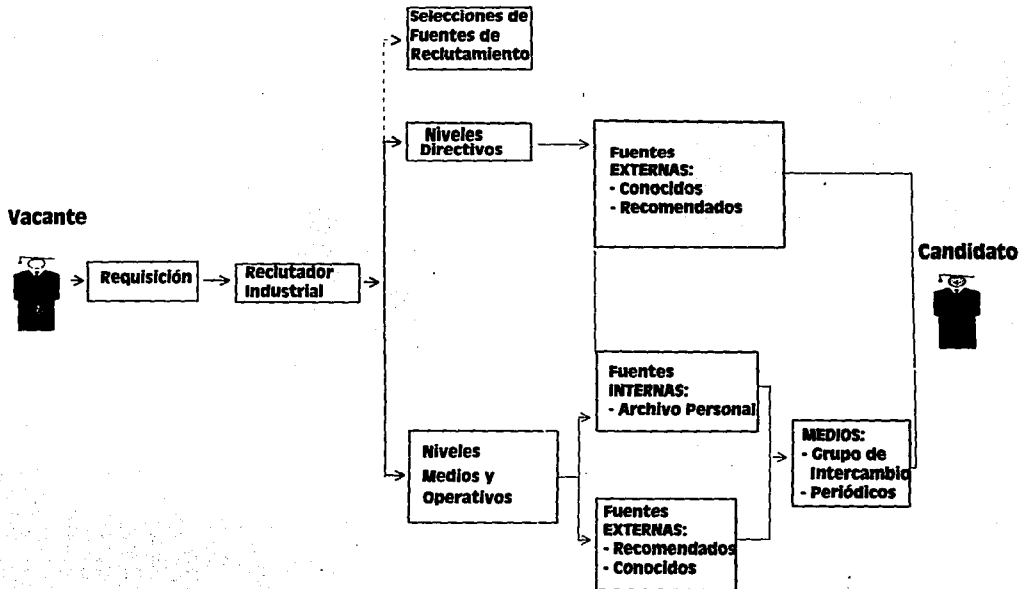 Selecciones de
Fuentes de
Reclutamiento
Niveles
Directivos
Fuentes
EXTERNAS:
- Conocidos
- Recomendados
Vacante
Requisición
Reclutador
Industrial
Candidato
Fuentes
INTERNAS:
- Archivo Personal
Niveles
Medios y
Operativos
MEDIOS:
- Grupo de
Intercambio
- Periódicos
Fuentes
EXTERNAS:
- Recomendados
- Conocidos